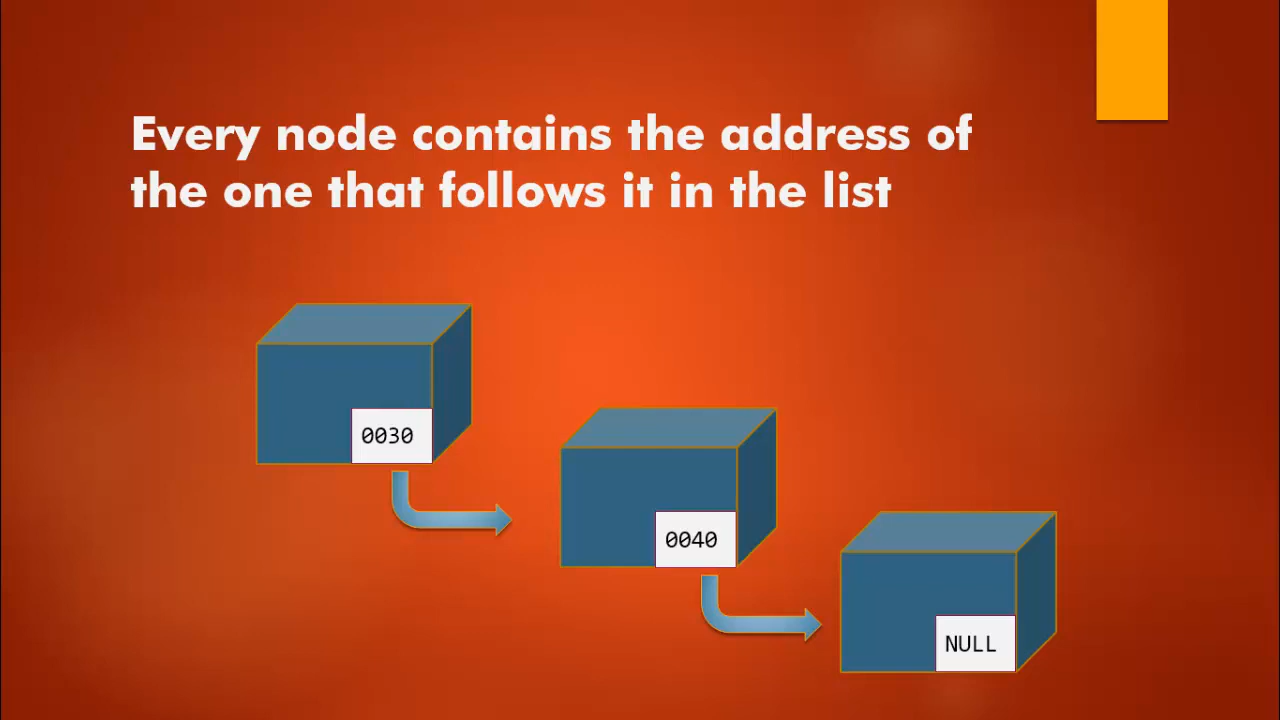 Every node contains the address of
the one that follows it in the list
0030
0040
NULL